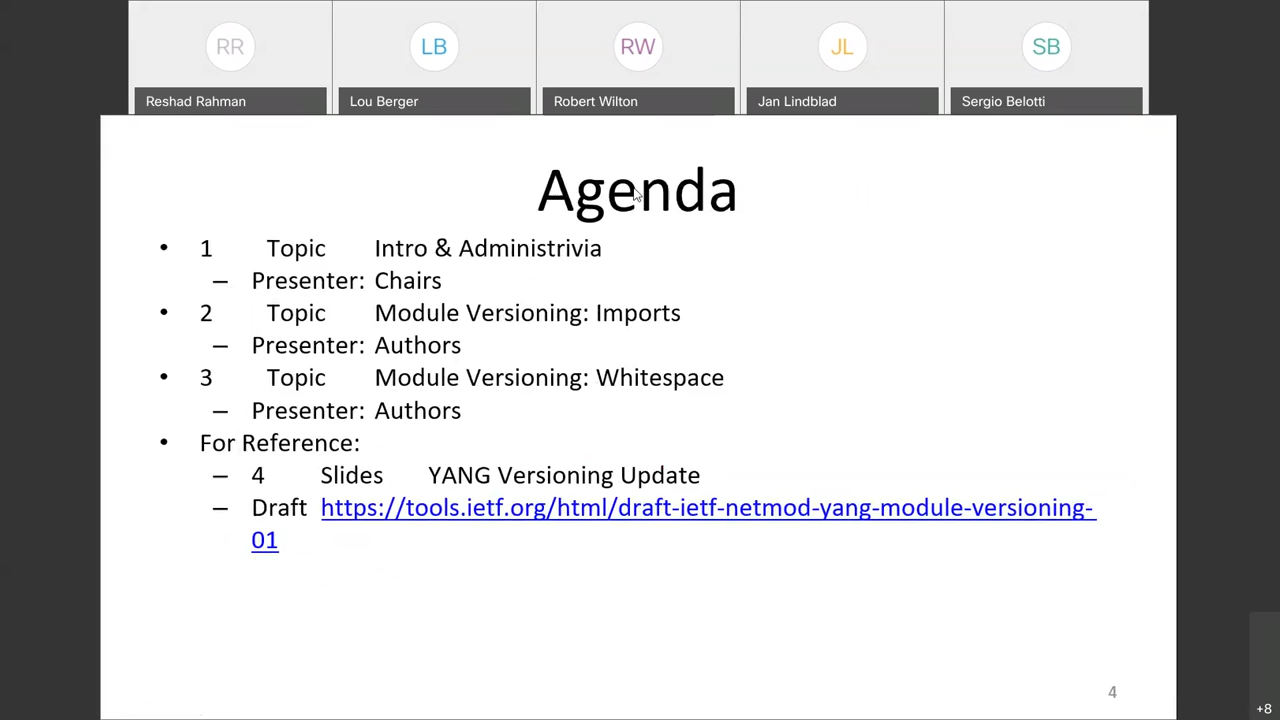 RR LB RW JL SB
Reshad Rahman Lou Berger Robert Wilton Jan Lindblad Sergio Belotti
Agenda
• 1 Topic Intro & Administrivia
– Presenter: Chairs
• 2 Topic Module Versioning: Imports
– Presenter: Authors
• 3 Topic Module Versioning: Whitespace
– Presenter: Authors
• For Reference:
– 4 Slides YANG Versioning Update
– Draft https://tools.ietf.org/html/draft-ietf-netmod-yang-module-versioning-
01
4
+8